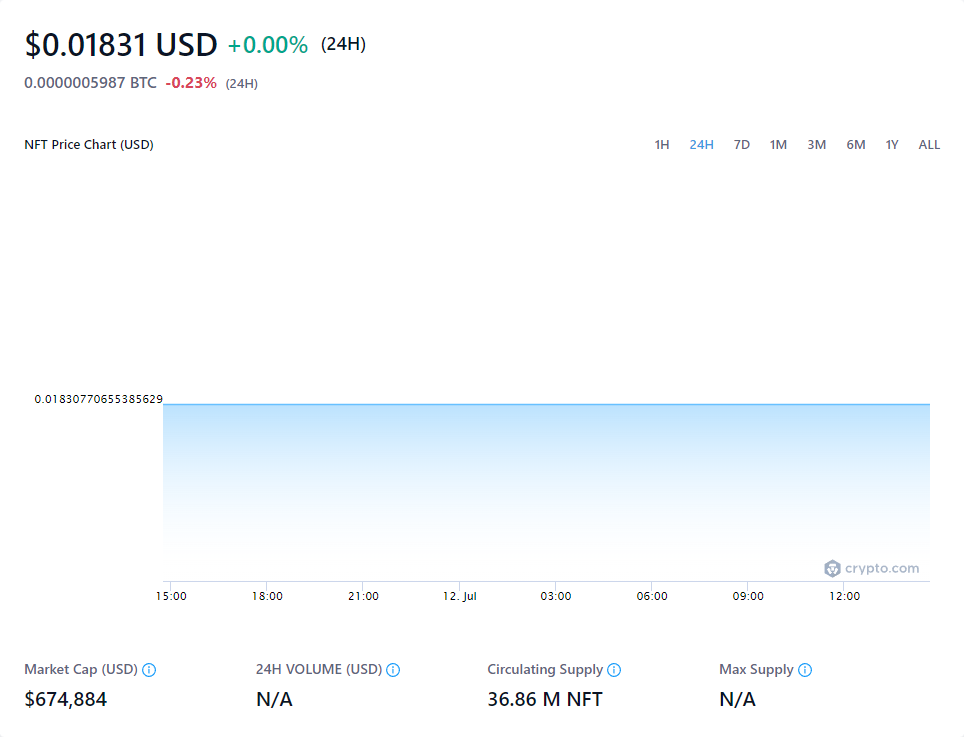 $0.01831 USD +0.00% (24H)
0.0000005987 BTC -0.23% (24H)
NFT Price Chart (USD) 1H 24H 7D 1M 3M 6M 1Y ALL
0.01830770655385629
crypto.com
15:00 18:00 21:00 12. Jul 03:00 06:00 09:00 12:00
Market Cap (USD) 24H VOLUME (USD) Circulating Supply Max Supply
$674,884 N/A 36.86 M NFT N/A